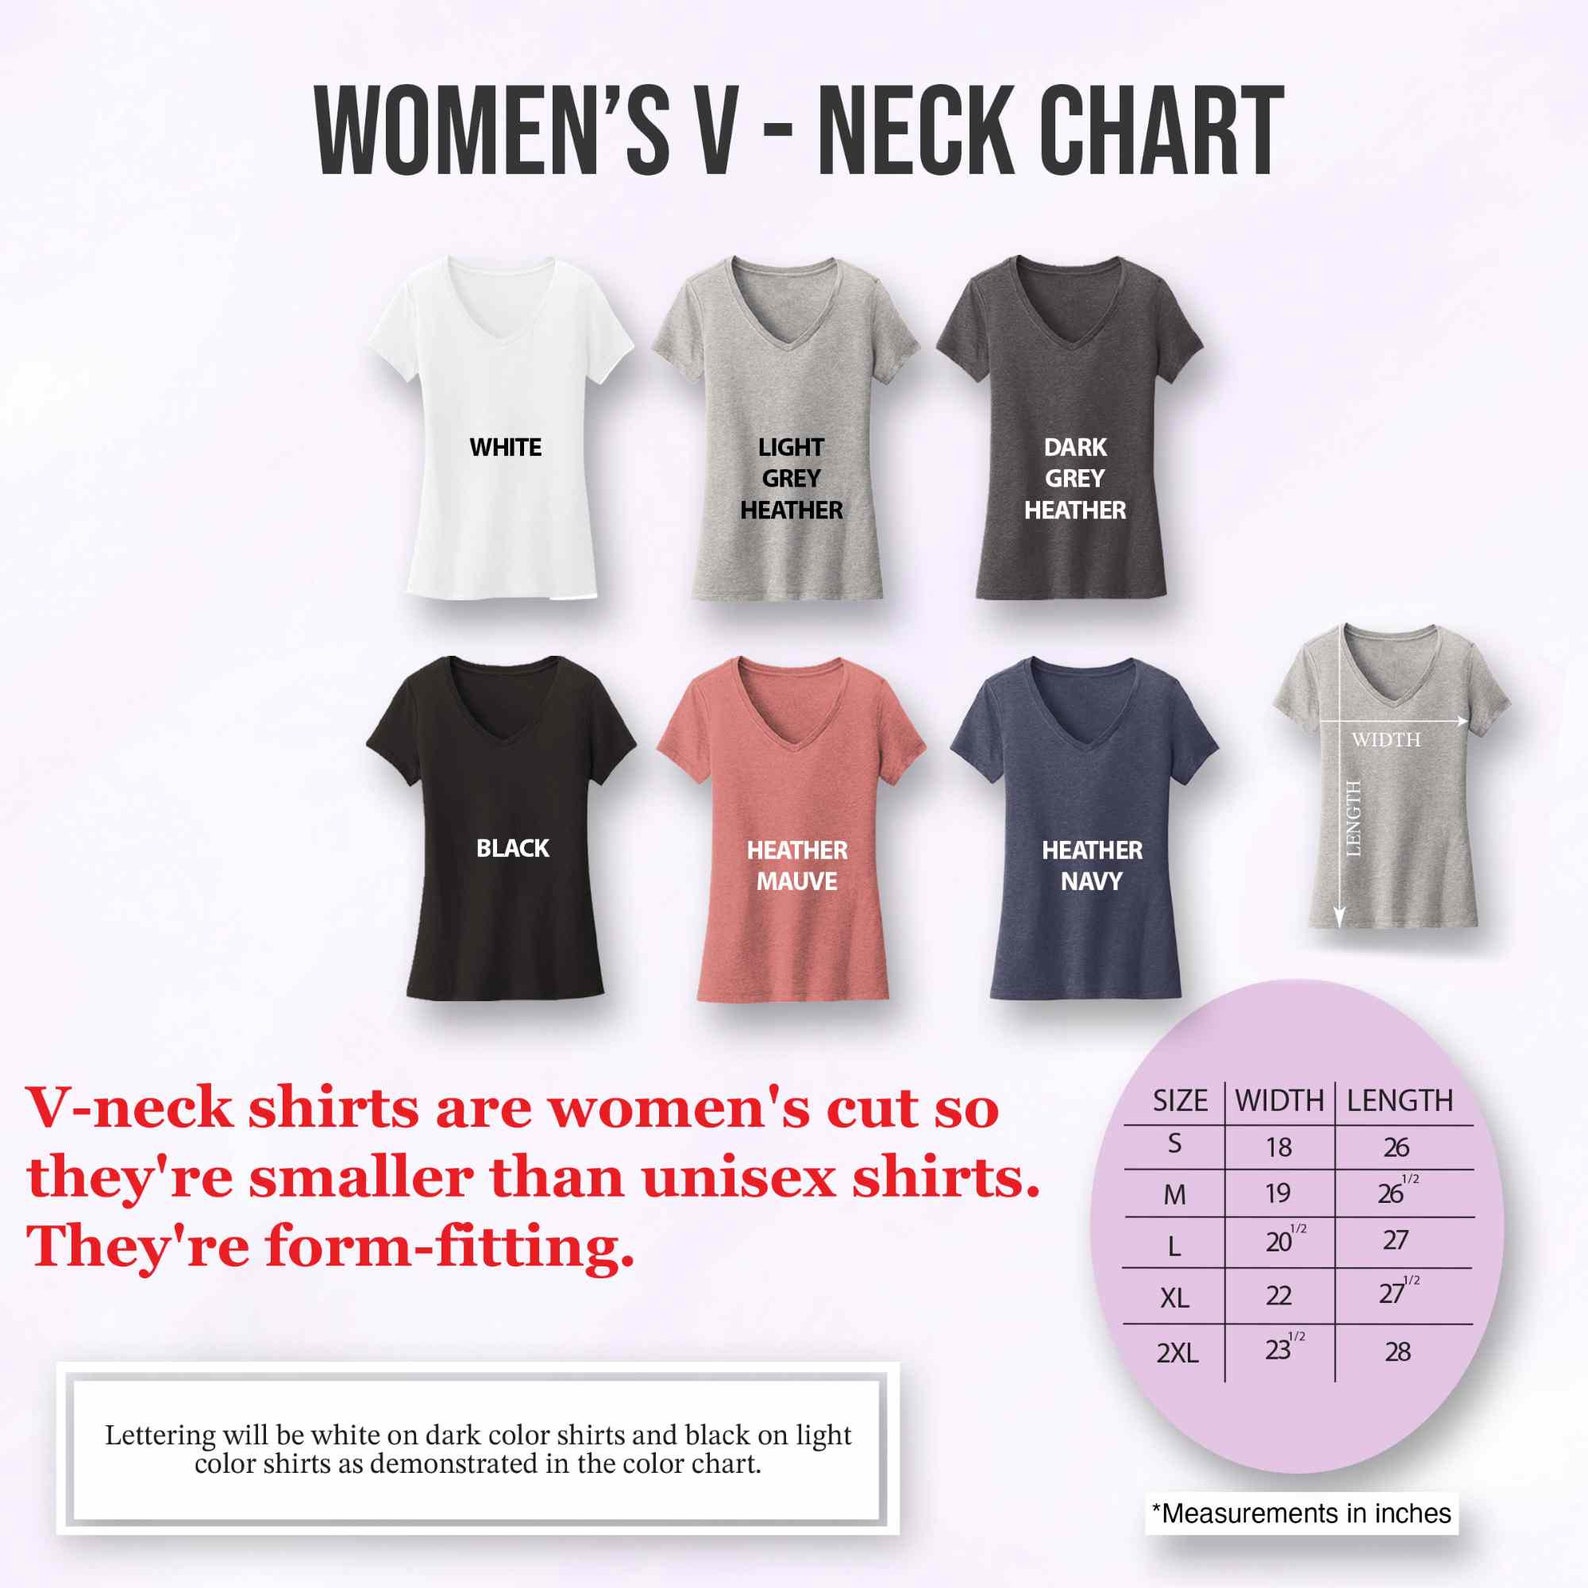 WOMEN'S V - NECK CHART
WHITE
LIGHT
GREY
HEATHER
DARK
GREY
HEATHER
BLACK
HEATHER
MAUVE
HEATHER
NAVY
WIDTH
LENGTH
V-neck shirts are women's cut so
they're smaller than unisex shirts.
They're form-fitting.
SIZE WIDTH LENGTH
S 18 26
M 19 26 1/2
L 20 1/2 27
XL 22 27 1/2
2XL 23 1/2 28
Lettering will be white on dark color shirts and black on light
color shirts as demonstrated in the color chart.
*Measurements in inches